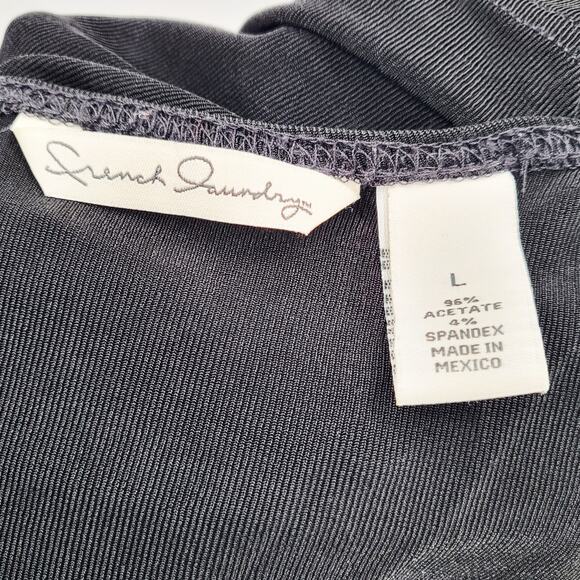 French Laundry™
L
96%
ACETATE
4%
SPANDEX
MADE IN
MEXICO